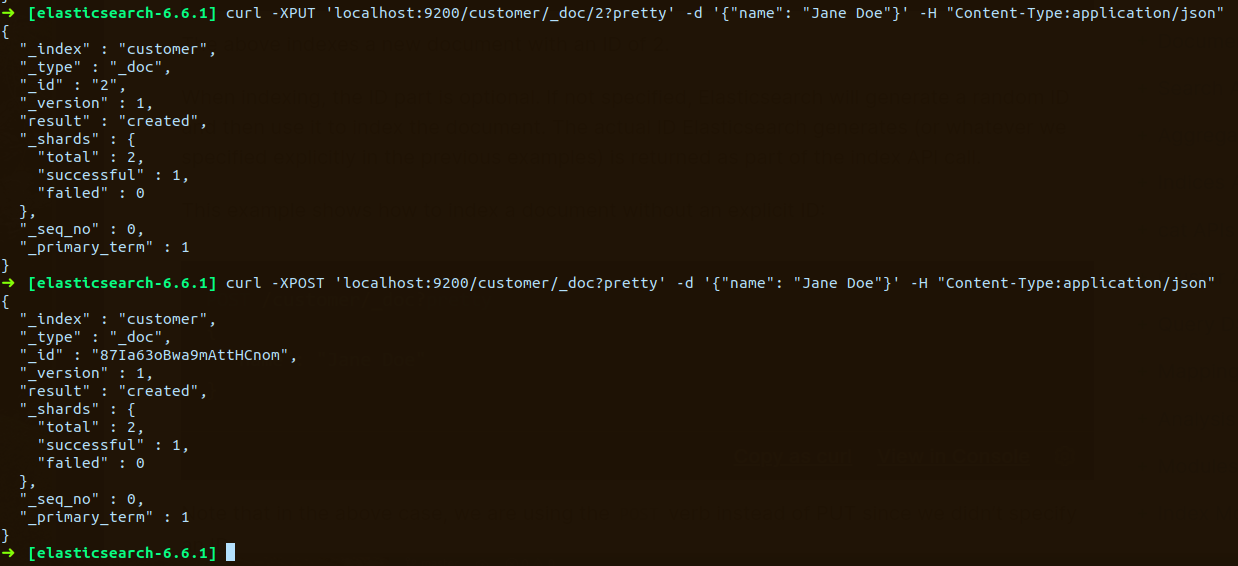 ➜  [elasticsearch-6.6.1] curl -XPUT 'localhost:9200/customer/_doc/2?pretty' -d '{"name": "Jane Doe"}' -H "Content-Type:application/json"
{
  "_index" : "customer",
  "_type" : "_doc",
  "_id" : "2",
  "_version" : 1,
  "result" : "created",
  "_shards" : {
    "total" : 2,
    "successful" : 1,
    "failed" : 0
  },
  "_seq_no" : 0,
  "_primary_term" : 1
}
➜  [elasticsearch-6.6.1] curl -XPOST 'localhost:9200/customer/_doc?pretty' -d '{"name": "Jane Doe"}' -H "Content-Type:application/json"
{
  "_index" : "customer",
  "_type" : "_doc",
  "_id" : "87Ia63oBwa9mAttHCnom",
  "_version" : 1,
  "result" : "created",
  "_shards" : {
    "total" : 2,
    "successful" : 1,
    "failed" : 0
  },
  "_seq_no" : 0,
  "_primary_term" : 1
}
➜  [elasticsearch-6.6.1]